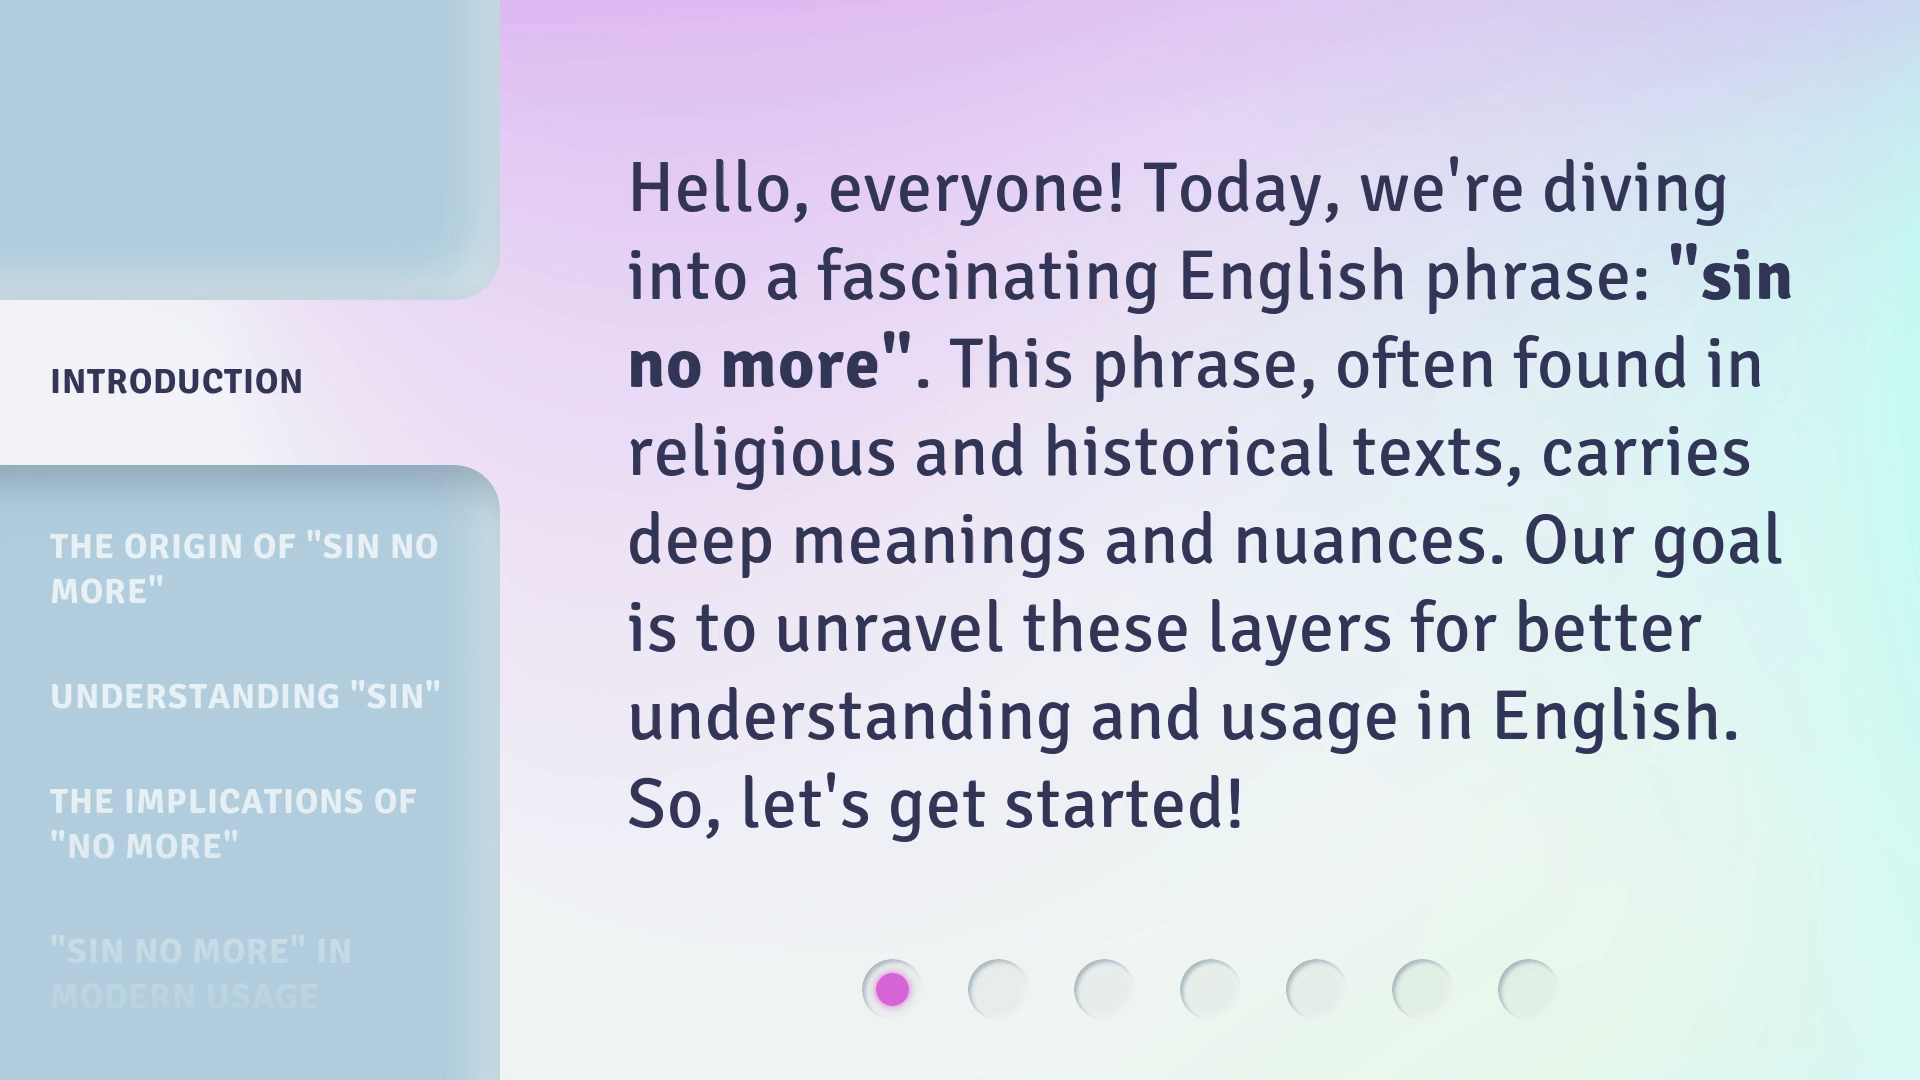 INTRODUCTION
THE ORIGIN OF "SIN NO
MORE"
UNDERSTANDING "SIN"
THE IMPLICATIONS OF
"NO MORE"
"SIN NO MORE" IN
MODERN USAGE
Hello, everyone! Today, we're diving
into a fascinating English phrase: "sin
no more". This phrase, often found in
religious and historical texts, carries
deep meanings and nuances. Our goal
is to unravel these layers for better
understanding and usage in English.
So, let's get started!